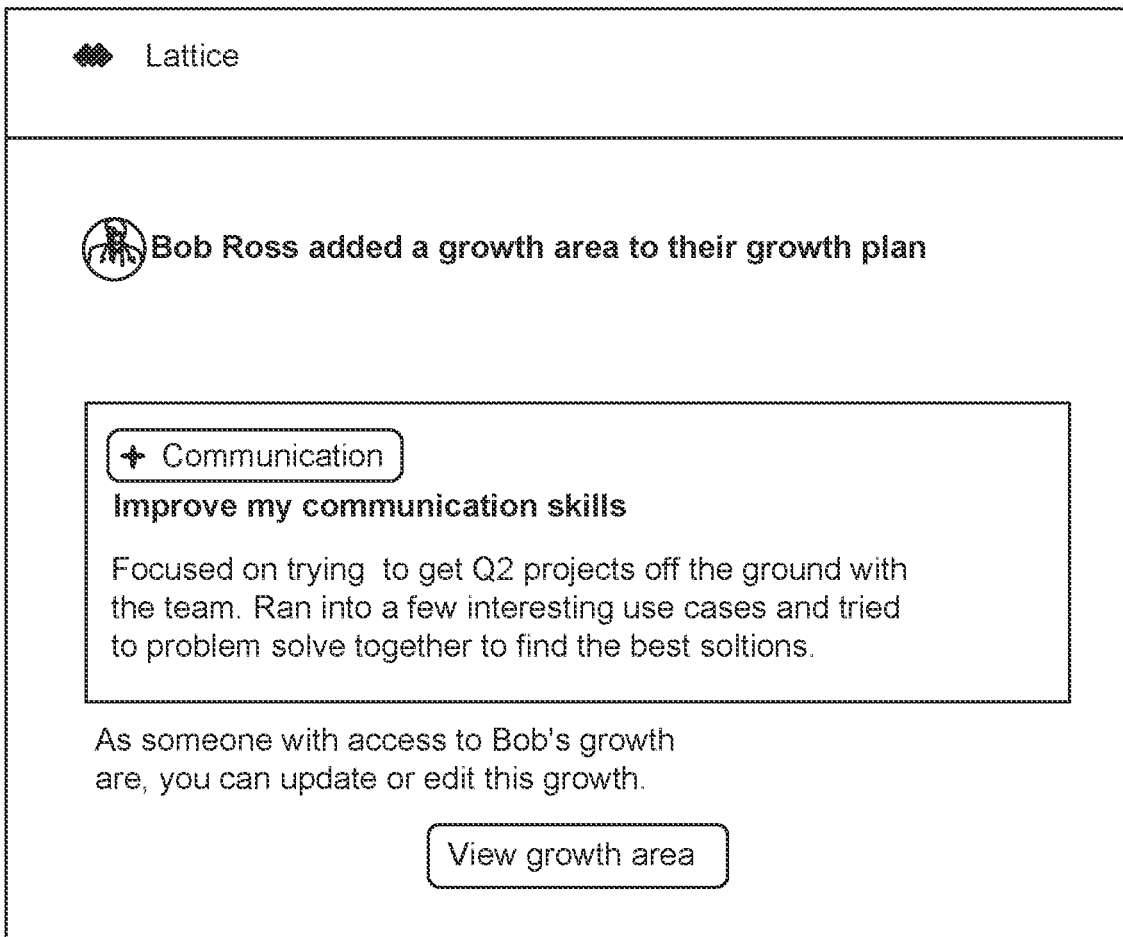 Lattice
Bob Ross added a growth area to their growth plan
Communication
Improve my communication skills
Focused on trying to get Q2 projects off the ground with
the team. Ran into a few interesting use cases and tried
to problem solve together to find the best soltions.
As someone with access to Bob's growth
are, you can update or edit this growth.
View growth area